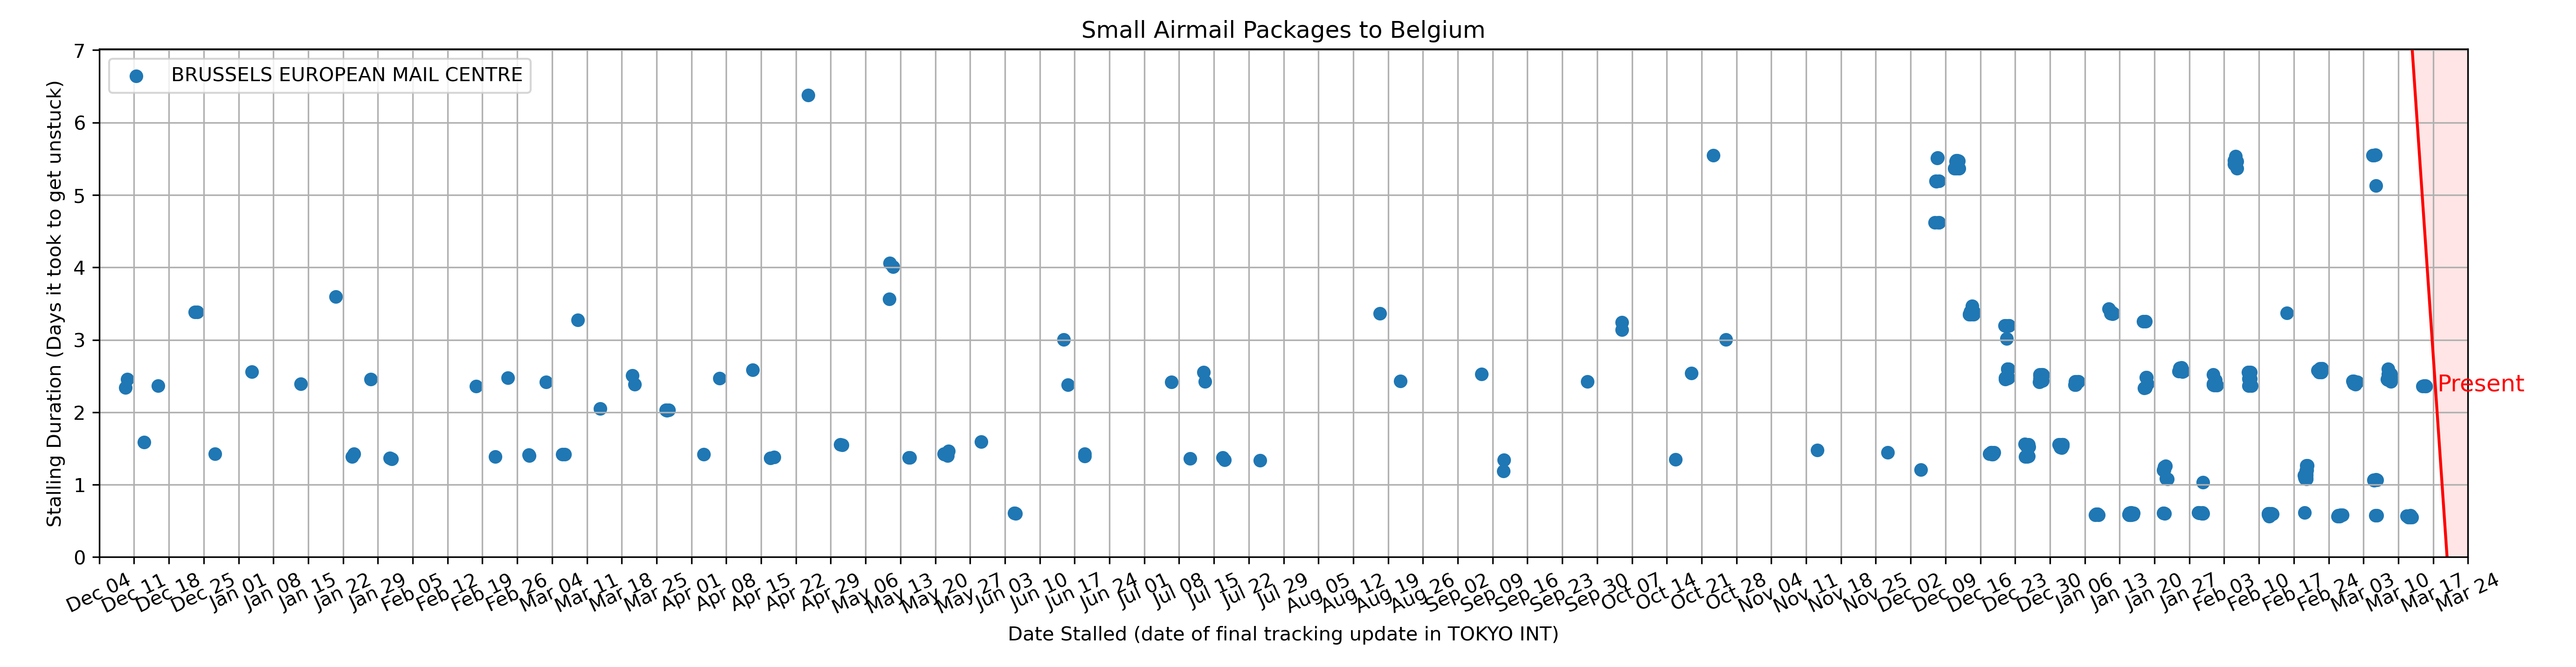 Small Airmail Packages to Belgium
BRUSSELS EUROPEAN MAIL CENTRE
Stalling Duration (Days it took to get unstuck)
7
6
5
4
3
2
1
0
Present
Dec 04
Dec 11
Dec 18
Dec 25
Jan 01
Jan 08
Jan 15
Jan 22
Jan 29
Feb 05
Feb 12
Feb 19
Feb 26
Mar 04
Mar 11
Mar 18
Mar 25
Apr 01
Apr 08
Apr 15
Apr 22
Apr 29
May 06
May 13
May 20
May 27
Jun 03
Jun 10
Jun 17
Jun 24
Jul 01
Jul 08
Jul 15
Jul 22
Jul 29
Aug 05
Aug 12
Aug 19
Aug 26
Sep 02
Sep 09
Sep 16
Sep 23
Sep 30
Oct 07
Oct 14
Oct 21
Oct 28
Nov 04
Nov 11
Nov 18
Nov 25
Dec 02
Dec 09
Dec 16
Dec 23
Dec 30
Jan 06
Jan 13
Jan 20
Jan 27
Feb 03
Feb 10
Feb 17
Feb 24
Mar 03
Mar 10
Mar 17
Mar 24
Date Stalled (date of final tracking update in TOKYO INT)